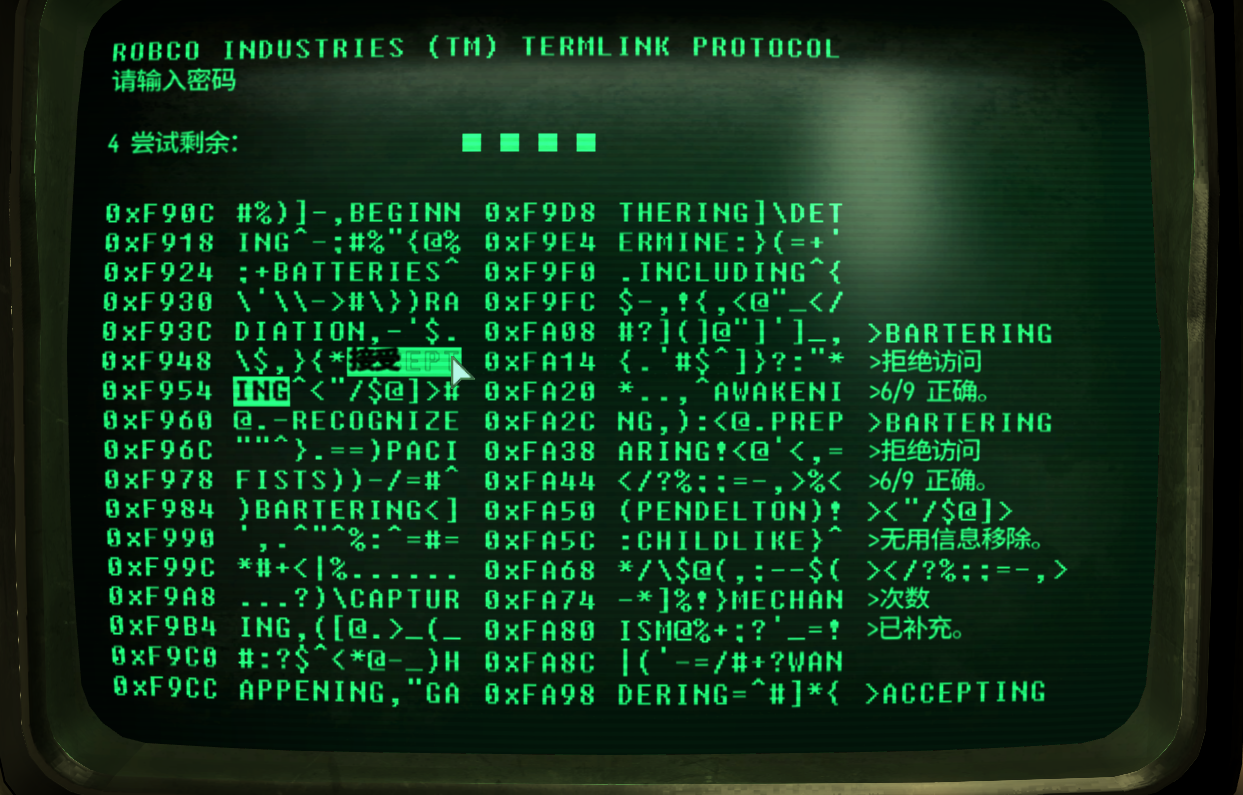 ROBCO INDUSTRIES (TM) TERMLINK PROTOCOL
请输入密码
4 尝试剩余:
0xF90C #%)]-,BEGINN 0xF9D8 THERING]\DET
0xF918 ING^-;#%"{@% 0xF9E4 ERMINE:}(=+'
0xF924 ;+BATTERIES^ 0xF9F0 .INCLUDING^{
0xF930 \'\\->#\})RA 0xF9FC $-,!{,<@"_</
0xF93C DIATION,-'$. 0xFA08 #?](]@"]']_, >BARTERING
0xF948 \$,}{*接受EPT 0xFA14 {.'#$^]}?:"* >拒绝访问
0xF954 ING^<"/$@]># 0xFA20 *..,^AWAKENI >6/9 正确。
0xF960 @.-RECOGNIZE 0xFA2C NG,):<@.PREP >BARTERING
0xF96C ""^}.==)PACI 0xFA38 ARING!<@'<,= >拒绝访问
0xF978 FISTS))-/=#^ 0xFA44 </?%:;=-,>%< >6/9 正确。
0xF984 )BARTERING<] 0xFA50 (PENDELTON)! ><"/$@]>
0xF990 ',.^"^%:^=#= 0xFA5C :CHILDLIKE}^ >无用信息移除。
0xF99C *#+<|%...... 0xFA68 */\$@(,;--$( ></?%:;=-,>
0xF9A8 ...?)\CAPTUR 0xFA74 -*]%!}MECHAN >次数
0xF9B4 ING,([@.>_(_ 0xFA80 ISM@%+;?'_=! >已补充。
0xF9C0 #:?$^<*@-_)H 0xFA8C |('-=/#+?WAN
0xF9CC APPENING,"GA 0xFA98 DERING=^#]*{ >ACCEPTING